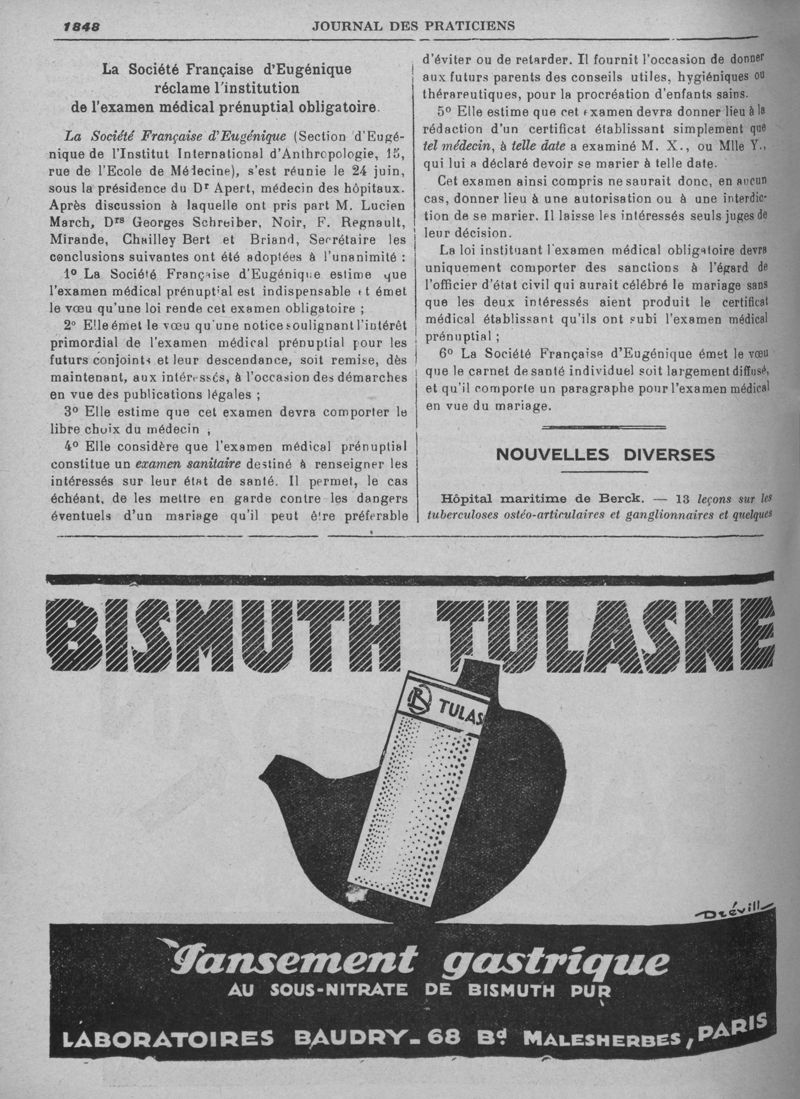 1848
JOURNAL DES PRATICIENS
La Société Française d'Eugénique
réclame l'institution
de l'examen médical prénuptial obligatoire.
La Société Française d'Eugénique (Section d'Eugé-
nique de l'Institut International d'Anthropologie, 15,
rue de l'Ecole de Médecine), s'est réunie le 24 juin,
sous la présidence du Dr Apert, médecin des hôpitaux.
Après discussion à laquelle ont pris part M. Lucien
March, Drs Georges Schreiber, Noir, F. Regnault,
Mirande, Chailley Bert et Briand, Secrétaire les
conclusions suivantes ont été adoptées à l'unanimité :
1º La Société Française d'Eugénique estime que
l'examen médical prénuptial est indispensable et émet
le vœu qu'une loi rende cet examen obligatoire ;
2º Elle émet le vœu qu'une notice soulignant l'intérêt
primordial de l'examen médical prénuptial pour les
futurs conjoints et leur descendance, soit remise, dès
maintenant, aux intéressés, à l'occasion des démarches
en vue des publications légales ;
3º Elle estime que cet examen devra comporter le
libre choix du médecin ,
4º Elle considère que l'examen médical prénuptial
constitue un examen sanitaire destiné à renseigner les
intéressés sur leur état de santé. Il permet, le cas
échéant, de les mettre en garde contre les dangers
éventuels d'un mariage qu'il peut être préférable
d'éviter ou de retarder. Il fournit l'occasion de donner
aux futurs parents des conseils utiles, hygiéniques ou
thérapeutiques, pour la procréation d'enfants sains.
5º Elle estime que cet examen devra donner lieu à la
rédaction d'un certificat établissant simplement que
tel médecin, à telle date a examiné M. X., ou Mlle Y.,
qui lui a déclaré devoir se marier à telle date.
Cet examen ainsi compris ne saurait donc, en aucun
cas, donner lieu à une autorisation ou à une interdic-
tion de se marier. Il laisse les intéressés seuls juges de
leur décision.
La loi instituant l'examen médical obligatoire devra
uniquement comporter des sanctions à l'égard de
l'officier d'état civil qui aurait célébré le mariage sans
que les deux intéressés aient produit le certificat
médical établissant qu'ils ont subi l'examen médical
prénuptial ;
6º La Société Française d'Eugénique émet le vœu
que le carnet de santé individuel soit largement diffusé,
et qu'il comporte un paragraphe pour l'examen médical
en vue du mariage.
NOUVELLES DIVERSES
Hôpital maritime de Berck. — 13 leçons sur les
tuberculoses ostéo-articulaires et ganglionnaires et quelques
BISMUTH TULASNE
B TULAS
Dréville
Pansement gastrique
AU SOUS-NITRATE DE BISMUTH PUR
LABORATOIRES BAUDRY_68 Bd MALESHERBES, PARIS